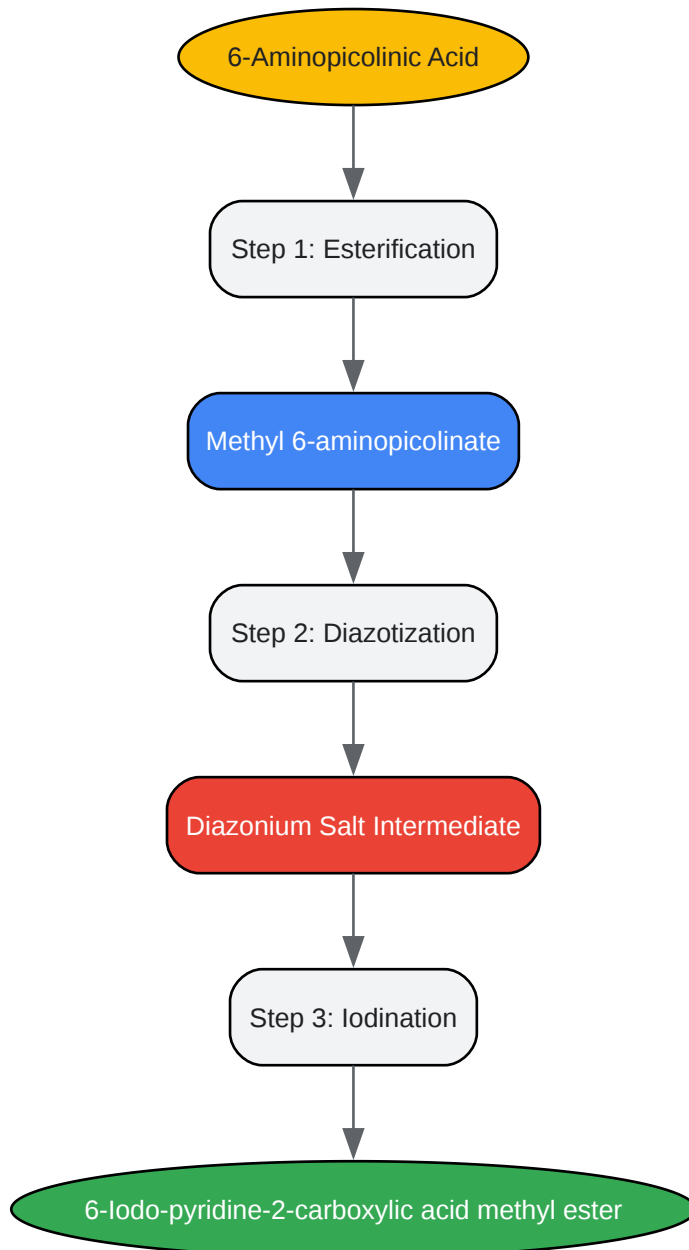 6-Aminopicolinic Acid
Step 1: Esterification
Methyl 6-aminopicolinate
Step 2: Diazotization
Diazonium Salt Intermediate
Step 3: Iodination
6-Iodo-pyridine-2-carboxylic acid methyl ester